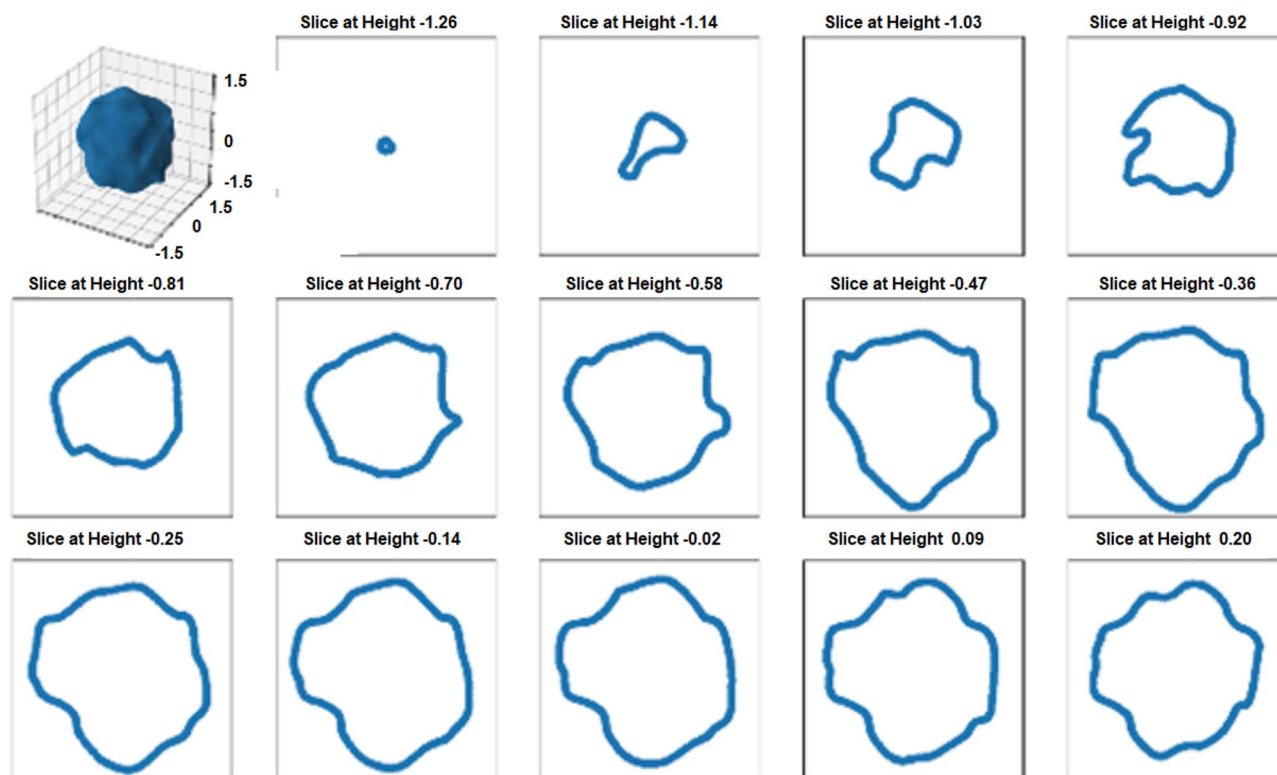 Slice at Height -1.26
Slice at Height -1.14
Slice at Height -1.03
Slice at Height -0.92
1.5
0
-1.5
1.5
0
-1.5
Slice at Height -0.81
Slice at Height -0.70
Slice at Height -0.58
Slice at Height -0.47
Slice at Height -0.36
Slice at Height -0.25
Slice at Height -0.14
Slice at Height -0.02
Slice at Height 0.09
Slice at Height 0.20